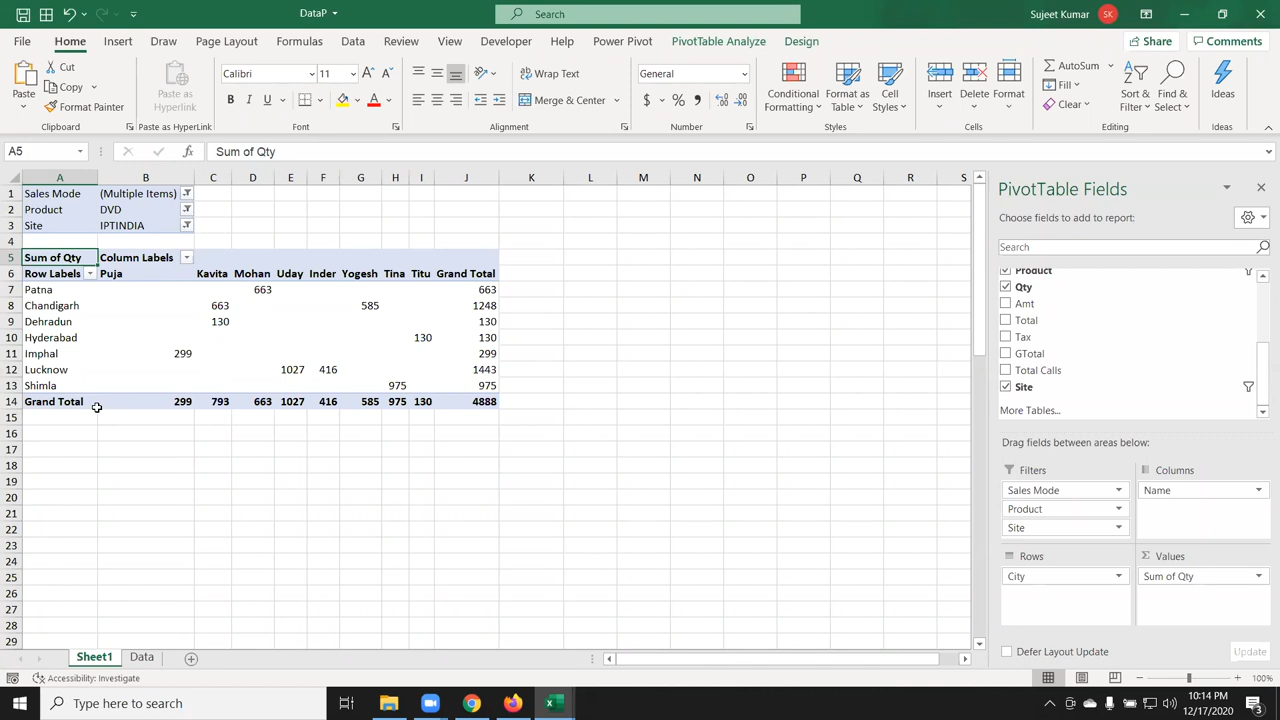 DataP
Search
Sujeet Kumar SK
File Home Insert Draw Page Layout Formulas Data Review View Developer Help Power Pivot PivotTable Analyze Design Share Comments
Paste
Cut
Copy
Format Painter
Paste as Hyperlink
Calibri 11
B I U
Wrap Text
Merge & Center
General
$ % ,
Conditional Formatting
Format as Table
Cell Styles
Insert Delete Format
AutoSum
Fill
Clear
Sort & Filter
Find & Select
Ideas
Clipboard Paste as HyperLink Font Alignment Number Styles Cells Editing Ideas
A5 fx Sum of Qty
A B C D E F G H I J K L M N O P Q R S
1 Sales Mode (Multiple Items)
2 Product DVD
3 Site IPTINDIA
4
5 Sum of Qty Column Labels
6 Row Labels Puja Kavita Mohan Uday Inder Yogesh Tina Titu Grand Total
7 Patna 663 663
8 Chandigarh 663 585 1248
9 Dehradun 130 130
10 Hyderabad 130 130
11 Imphal 299 299
12 Lucknow 1027 416 1443
13 Shimla 975 975
14 Grand Total 299 793 663 1027 416 585 975 130 4888
15
16
17
18
19
20
21
22
23
24
25
26
27
28
29
PivotTable Fields
Choose fields to add to report:
Search
Product
Qty
Amt
Total
Tax
GTotal
Total Calls
Site
More Tables...
Drag fields between areas below:
Filters
Sales Mode
Product
Site
Columns
Name
Rows
City
Σ Values
Sum of Qty
Defer Layout Update Update
Sheet1 Data
Accessibility: Investigate
100%
Type here to search
10:14 PM
12/17/2020